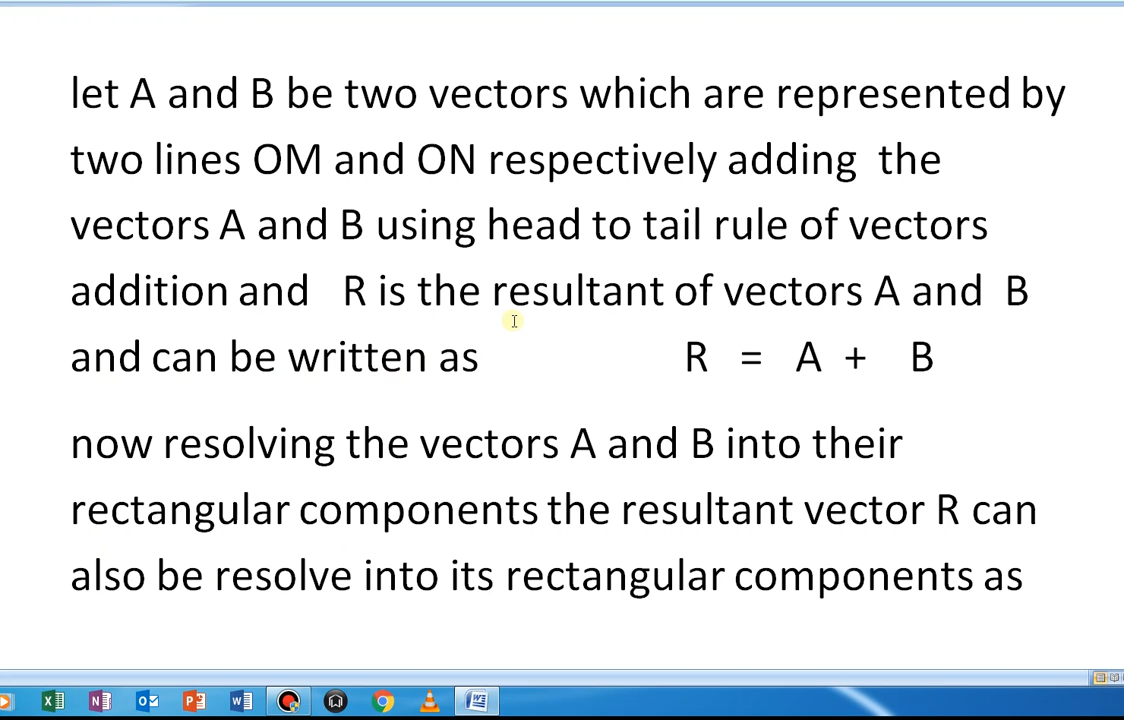 let A and B be two vectors which are represented by
two lines OM and ON respectively adding the
vectors A and B using head to tail rule of vectors
addition and R is the resultant of vectors A and B
and can be written as R = A + B
now resolving the vectors A and B into their
rectangular components the resultant vector R can
also be resolve into its rectangular components as